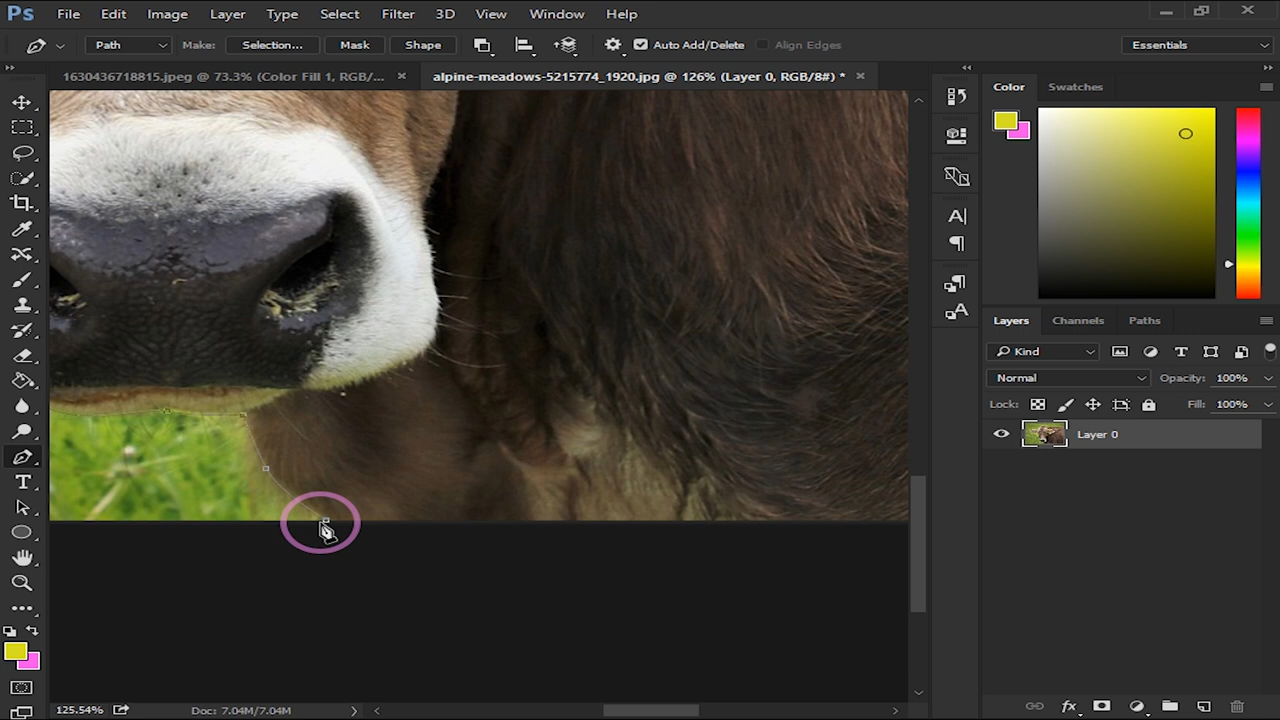 Ps File Edit Image Layer Type Select Filter 3D View Window Help
Path Make: Selection... Mask Shape Auto Add/Delete Align Edges Essentials
1630436718815.jpeg @ 73.3% (Color Fill 1, RGB/... × alpine-meadows-5215774_1920.jpg @ 126% (Layer 0, RGB/8#) * ×
Color Swatches
Layers Channels Paths
Kind
Normal Opacity: 100%
Lock: Fill: 100%
Layer 0
125.54% Doc: 7.04M/7.04M
fx